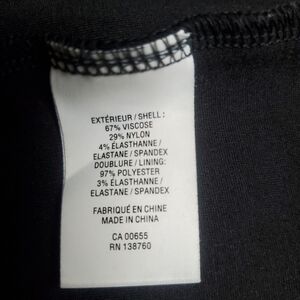 EXTÉRIEUR / SHELL :
67% VISCOSE
29% NYLON
4% ÉLASTHANNE /
ELASTANE / SPANDEX
DOUBLURE / LINING:
97% POLYESTER
3% ÉLASTHANNE /
ELASTANE / SPANDEX
FABRIQUÉ EN CHINE
MADE IN CHINA
CA 00655
RN 138760